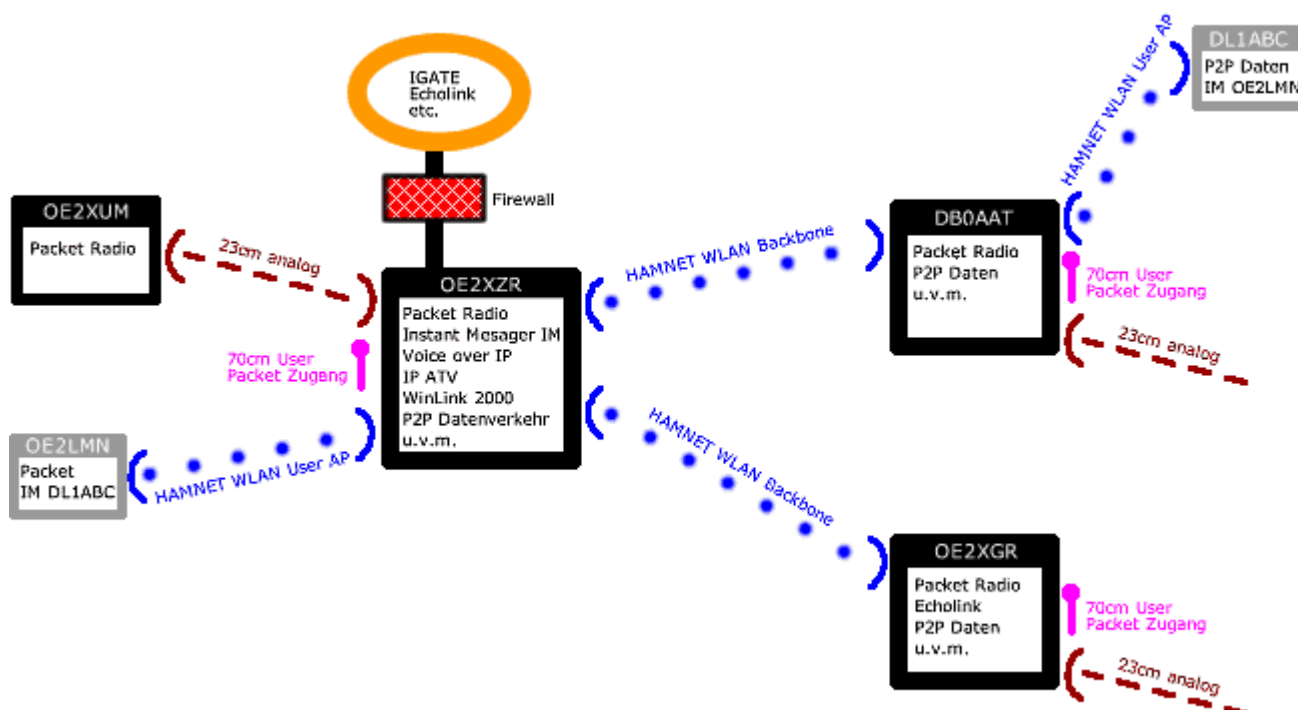 IGATE
Echolink
etc.
Firewall
OE2XUM
Packet Radio
23cm analog
OE2XZR
Packet Radio
Instant Mesager IM
Voice over IP
IP ATV
WinLink 2000
P2P Datenverkehr
u.v.m.
70cm User
Packet Zugang
OE2LMN
Packet
IM DL1ABC
HAMNET WLAN User AP
HAMNET WLAN Backbone
HAMNET WLAN Backbone
DB0AAT
Packet Radio
P2P Daten
u.v.m.
HAMNET WLAN User AP
DL1ABC
P2P Daten
IM OE2LMN
70cm User
Packet Zugang
23cm analog
OE2XGR
Packet Radio
Echolink
P2P Daten
u.v.m.
70cm User
Packet Zugang
23cm analog